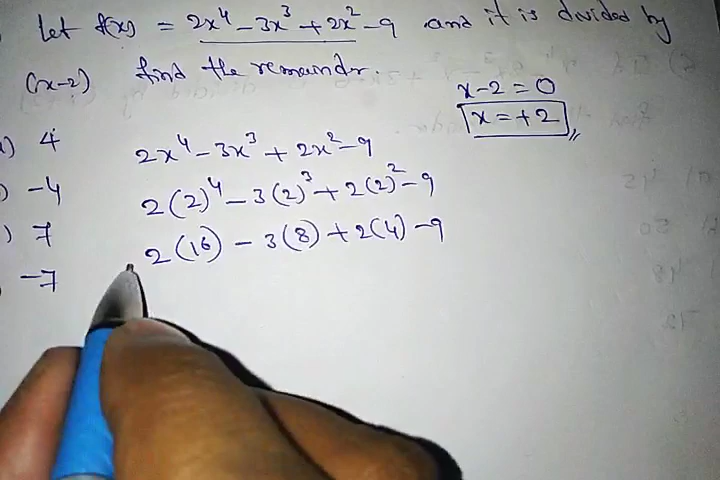 Let f(x) = 2x⁴ - 3x³ + 2x² - 9 and it is divided by
(x-2) find the remainder.
x - 2 = 0
x = +2
) 4
) -4
) 7
-7
2x⁴ - 3x³ + 2x² - 9
2(2)⁴ - 3(2)³ + 2(2)² - 9
2(16) - 3(8) + 2(4) - 9